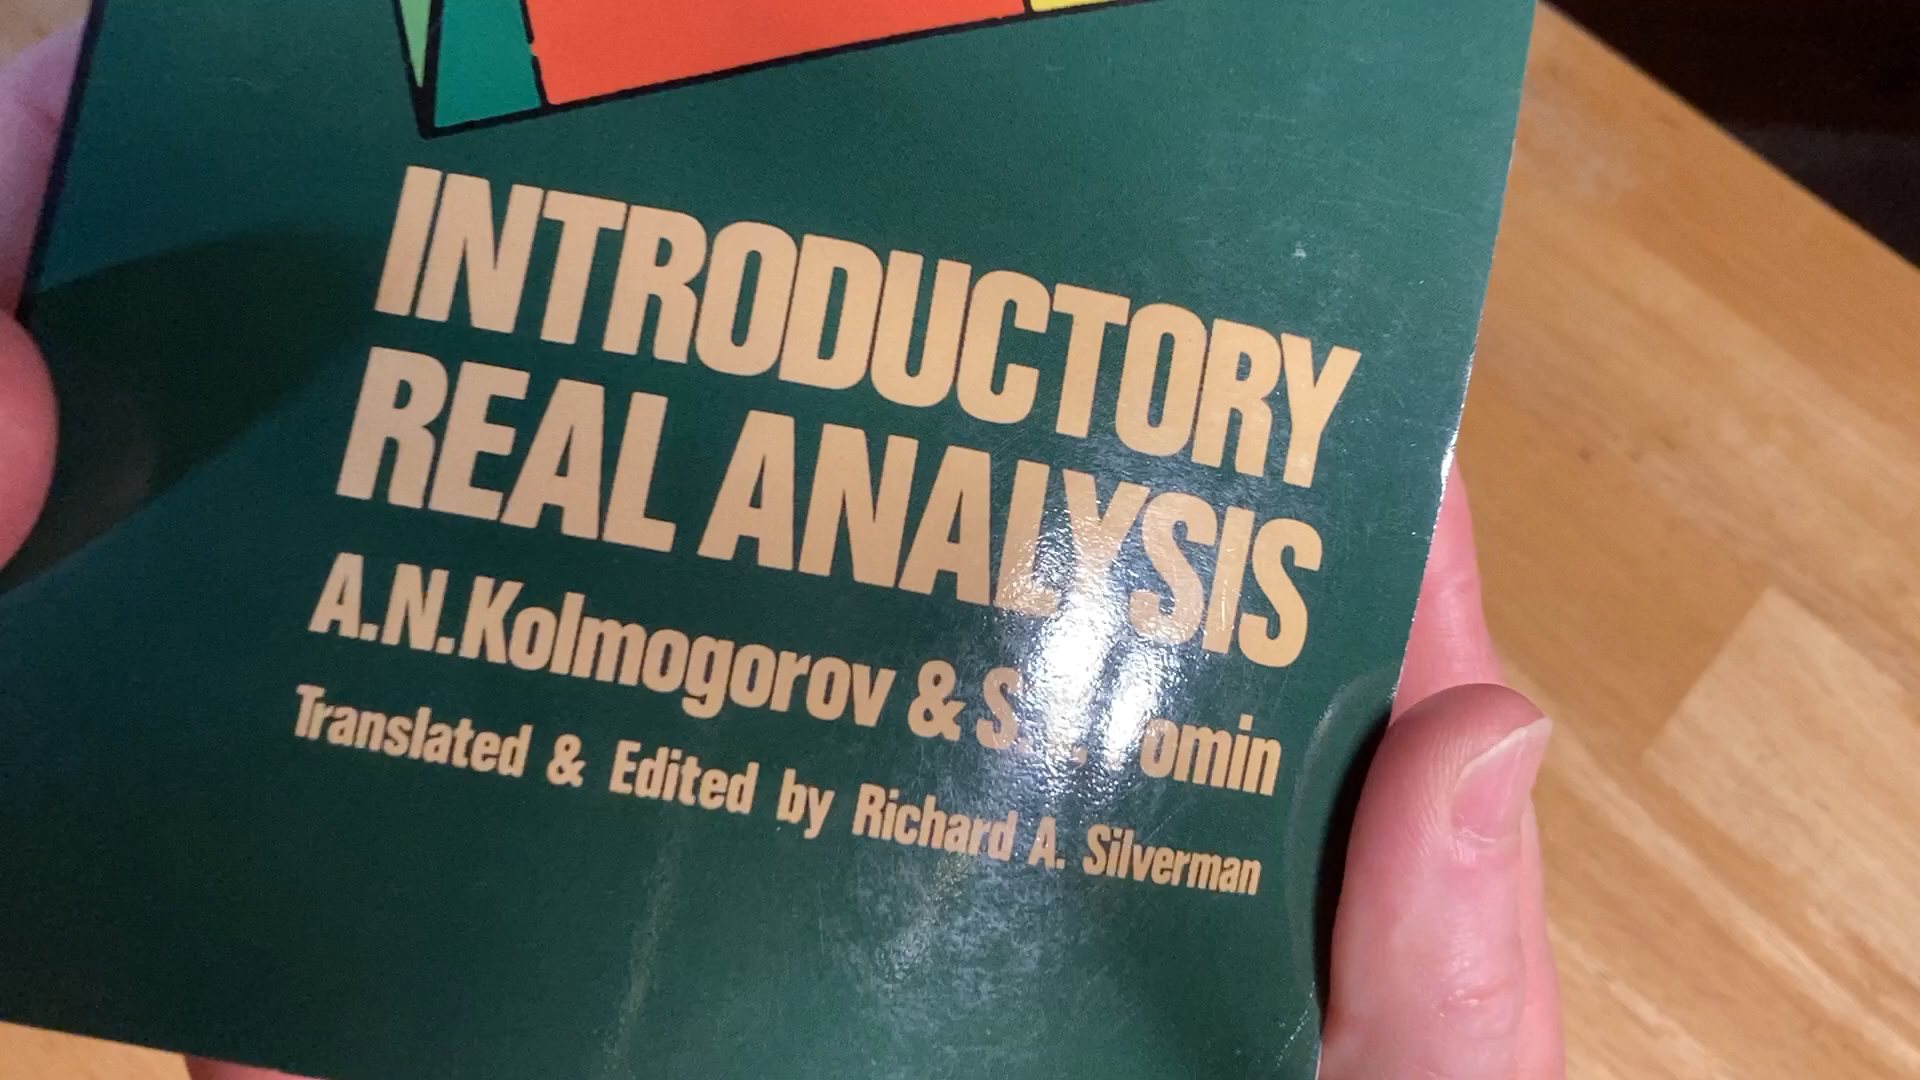 INTRODUCTORY
REAL ANALYSIS
A.N.Kolmogorov &
Translated & Edited by Richard A. Silverman